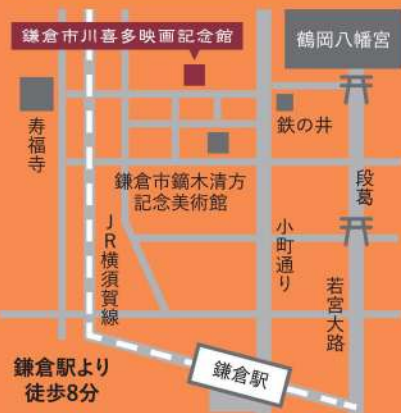 鎌倉市川喜多映画記念館
鶴岡八幡宮
寿福寺
鉄の井
鎌倉市鏑木清方
記念美術館
段葛
JR横須賀線
小町通り
若宮大路
鎌倉駅
鎌倉駅より
徒歩8分